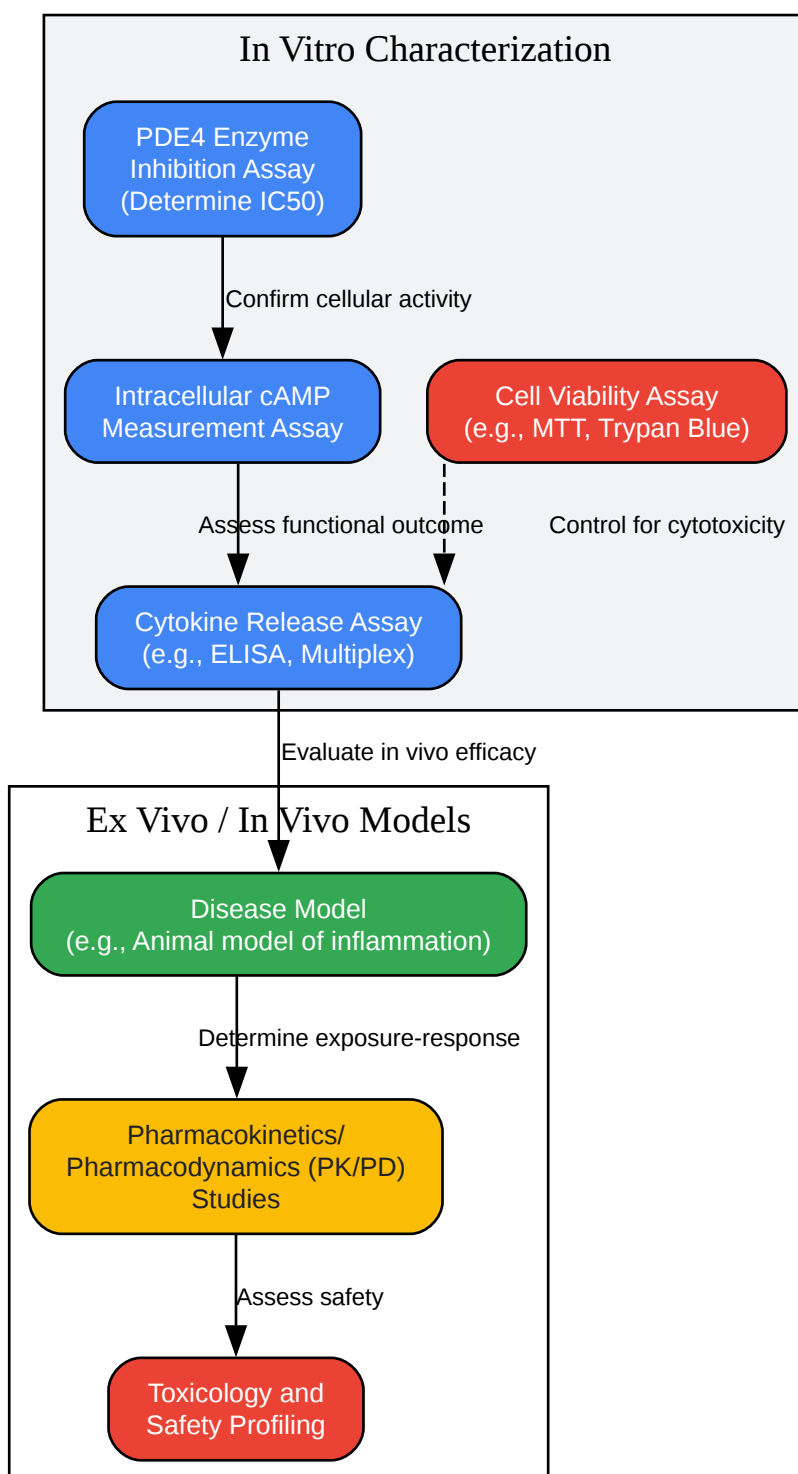 In Vitro Characterization
PDE4 Enzyme
Inhibition Assay
(Determine IC50)
Confirm cellular activity
Intracellular cAMP
Measurement Assay
Cell Viability Assay
(e.g., MTT, Trypan Blue)
Assess functional outcome
Control for cytotoxicity
Cytokine Release Assay
(e.g., ELISA, Multiplex)
Evaluate in vivo efficacy
Ex Vivo / In Vivo Models
Disease Model
(e.g., Animal model of inflammation)
Determine exposure-response
Pharmacokinetics/
Pharmacodynamics (PK/PD)
Studies
Assess safety
Toxicology and
Safety Profiling